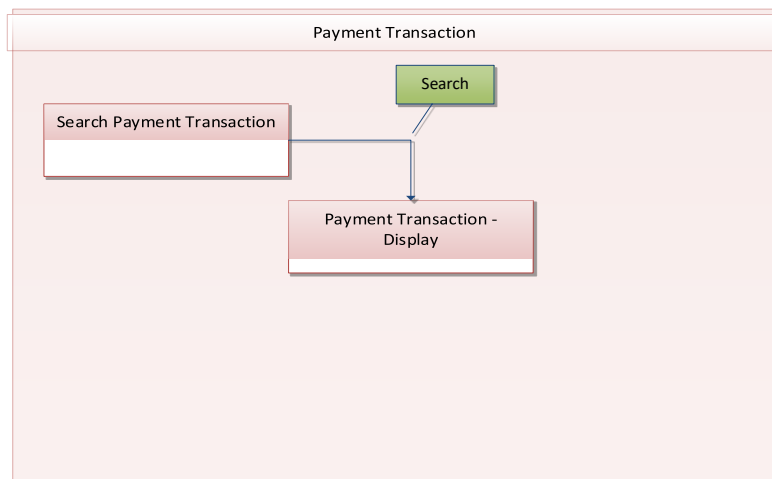 Payment Transaction
Search
Search Payment Transaction
Payment Transaction -
Display